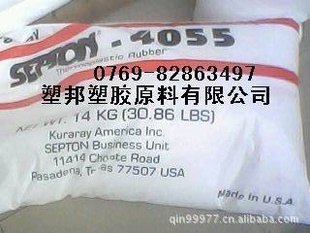 SEPTON - 4055
Thermoplastic Rubber
0769-82863497
塑邦塑胶原料有限公司
NET WT. 14 KG (30.86 LBS)
Kuraray America Inc.
SEPTON Business Unit
11414 Choate Road
Pasadena, Texas 77507 USA
Made in U.S.A.
qin99977@china.alibaba.com